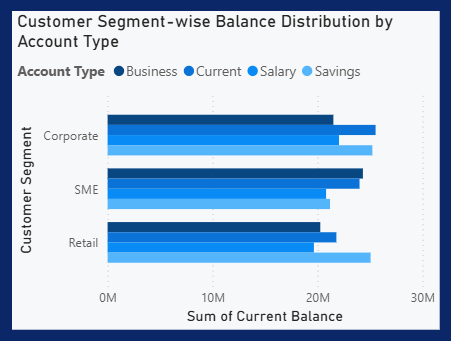 Customer Segment-wise Balance Distribution by
Account Type
Account Type Business Current Salary Savings
Customer Segment
Corporate
SME
Retail
0M 10M 20M 30M
Sum of Current Balance